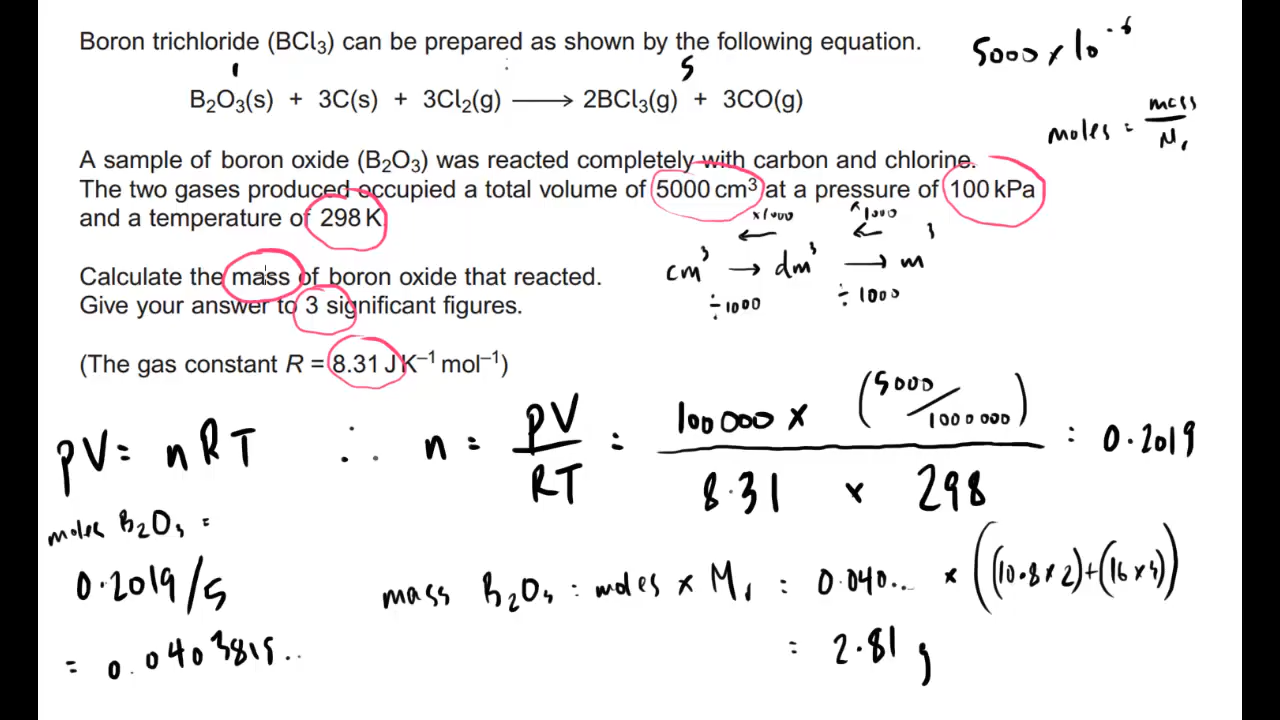 Boron trichloride (BCl3) can be prepared as shown by the following equation.
5000 × 10-6
1
5
B2O3(s) + 3C(s) + 3Cl2(g) ⟶ 2BCl3(g) + 3CO(g)
moles = mass / Mr
A sample of boron oxide (B2O3) was reacted completely with carbon and chlorine.
The two gases produced occupied a total volume of 5000 cm3 at a pressure of 100 kPa
and a temperature of 298 K
×1000 ×1000
← ←
cm3 → dm3 → m3
÷1000 ÷1000
Calculate the mass of boron oxide that reacted.
Give your answer to 3 significant figures.
(The gas constant R = 8.31 J K−1 mol−1)
pV = nRT ∴ n = pV / RT = 100 000 × (5000 / 1000 000) / 8.31 × 298 = 0.2019
moles B2O3 =
0.2019/5
= 0.0403815..
mass B2O3 = moles × Mr = 0.040... × ((10.8×2)+(16×3))
= 2.81 g